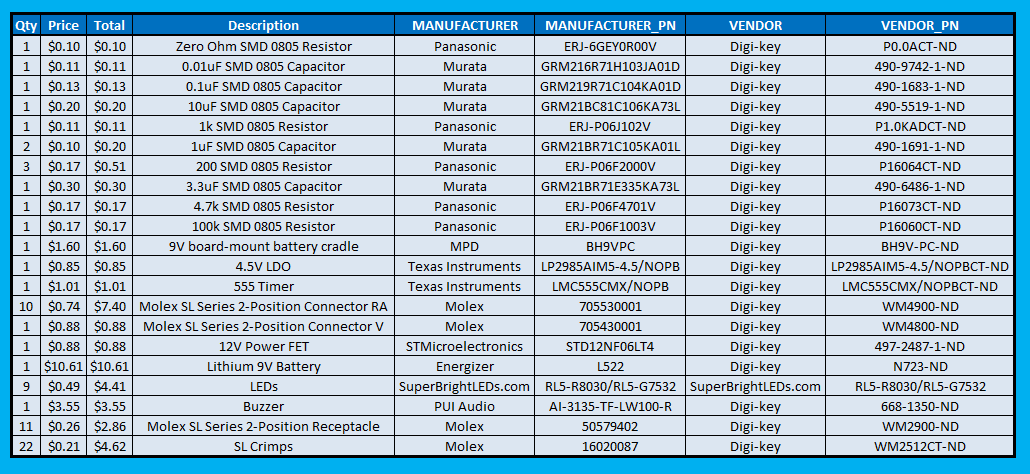 Qty Price Total Description MANUFACTURER MANUFACTURER_PN VENDOR VENDOR_PN
1 $0.10 $0.10 Zero Ohm SMD 0805 Resistor Panasonic ERJ-6GEY0R00V Digi-key P0.0ACT-ND
1 $0.11 $0.11 0.01uF SMD 0805 Capacitor Murata GRM216R71H103JA01D Digi-key 490-9742-1-ND
1 $0.13 $0.13 0.1uF SMD 0805 Capacitor Murata GRM219R71C104KA01D Digi-key 490-1683-1-ND
1 $0.20 $0.20 10uF SMD 0805 Capacitor Murata GRM21BC81C106KA73L Digi-key 490-5519-1-ND
1 $0.11 $0.11 1k SMD 0805 Resistor Panasonic ERJ-P06J102V Digi-key P1.0KADCT-ND
2 $0.10 $0.20 1uF SMD 0805 Capacitor Murata GRM21BR71C105KA01L Digi-key 490-1691-1-ND
3 $0.17 $0.51 200 SMD 0805 Resistor Panasonic ERJ-P06F2000V Digi-key P16064CT-ND
1 $0.30 $0.30 3.3uF SMD 0805 Capacitor Murata GRM21BR71E335KA73L Digi-key 490-6486-1-ND
1 $0.17 $0.17 4.7k SMD 0805 Resistor Panasonic ERJ-P06F4701V Digi-key P16073CT-ND
1 $0.17 $0.17 100k SMD 0805 Resistor Panasonic ERJ-P06F1003V Digi-key P16060CT-ND
1 $1.60 $1.60 9V board-mount battery cradle MPD BH9VPC Digi-key BH9V-PC-ND
1 $0.85 $0.85 4.5V LDO Texas Instruments LP2985AIM5-4.5/NOPB Digi-key LP2985AIM5-4.5/NOPBCT-ND
1 $1.01 $1.01 555 Timer Texas Instruments LMC555CMX/NOPB Digi-key LMC555CMX/NOPBCT-ND
10 $0.74 $7.40 Molex SL Series 2-Position Connector RA Molex 705530001 Digi-key WM4900-ND
1 $0.88 $0.88 Molex SL Series 2-Position Connector V Molex 705430001 Digi-key WM4800-ND
1 $0.88 $0.88 12V Power FET STMicroelectronics STD12NF06LT4 Digi-key 497-2487-1-ND
1 $10.61 $10.61 Lithium 9V Battery Energizer L522 Digi-key N723-ND
9 $0.49 $4.41 LEDs SuperBrightLEDs.com RL5-R8030/RL5-G7532 SuperBrightLEDs.com RL5-R8030/RL5-G7532
1 $3.55 $3.55 Buzzer PUI Audio AI-3135-TF-LW100-R Digi-key 668-1350-ND
11 $0.26 $2.86 Molex SL Series 2-Position Receptacle Molex 50579402 Digi-key WM2900-ND
22 $0.21 $4.62 SL Crimps Molex 16020087 Digi-key WM2512CT-ND